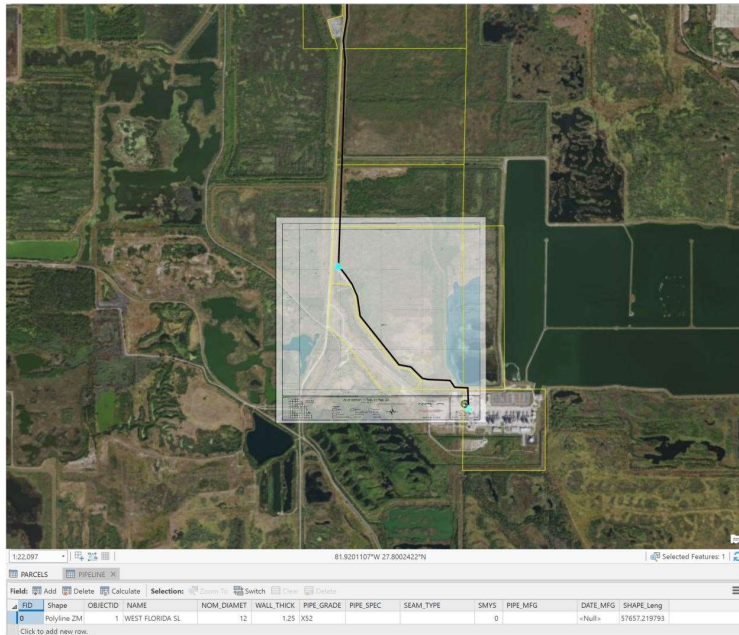 1:22,097 81.9201107°W 27.8002422°N Selected Features: 1
PARCELS PIPELINE
Field: Add Delete Calculate Selection: Zoom To Switch Clear Delete
FID Shape OBJECTID NAME NOM_DIAMET WALL_THICK PIPE_GRADE PIPE_SPEC SEAM_TYPE SMYS PIPE_MFG DATE_MFG SHAPE_Leng
0 Polyline ZM 1 WEST FLORIDA SL 12 1.25 X52 0 <Null> 57657.219793
Click to add new row.